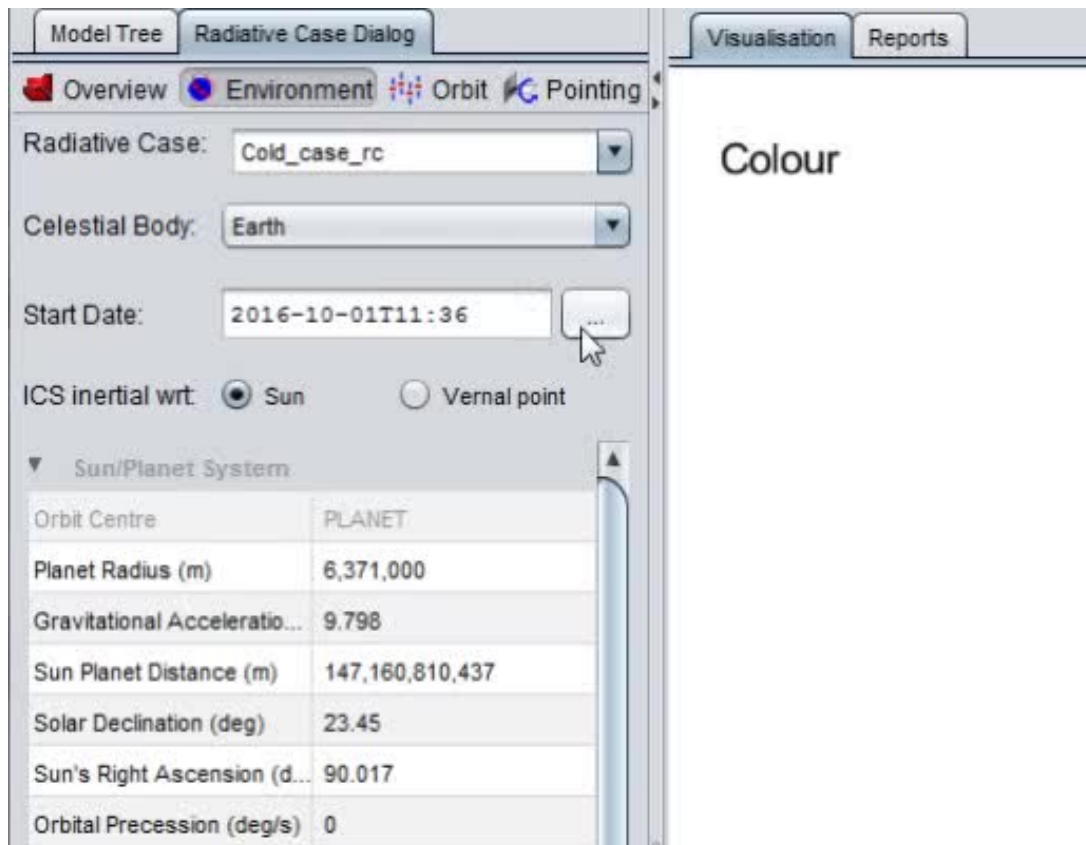 Model Tree Radiative Case Dialog
Visualisation Reports
Overview Environment Orbit Pointing
Radiative Case: Cold_case_rc
Colour
Celestial Body: Earth
Start Date: 2016-10-01T11:36 ...
ICS inertial wrt: Sun Vernal point
Sun/Planet System
Orbit Centre PLANET
Planet Radius (m) 6,371,000
Gravitational Acceleratio... 9.798
Sun Planet Distance (m) 147,160,810,437
Solar Declination (deg) 23.45
Sun's Right Ascension (d... 90.017
Orbital Precession (deg/s) 0